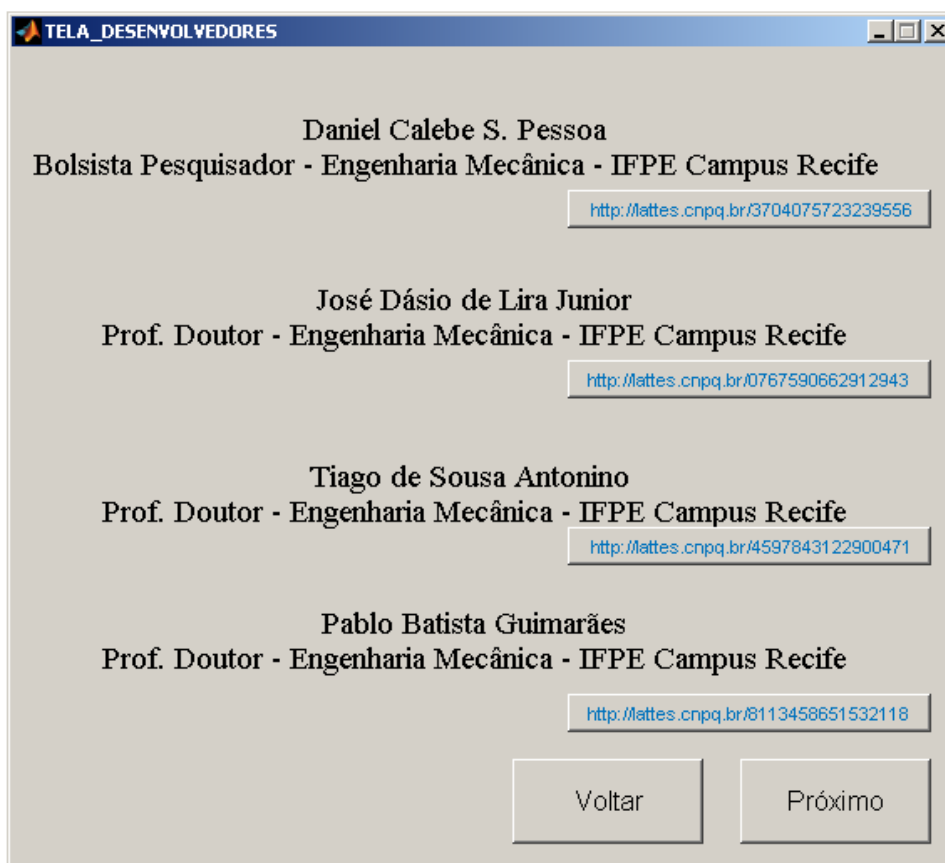 TELA_DESENVOLVEDORES
Daniel Calebe S. Pessoa
Bolsista Pesquisador - Engenharia Mecânica - IFPE Campus Recife
http://lattes.cnpq.br/3704075723239556
José Dásio de Lira Junior
Prof. Doutor - Engenharia Mecânica - IFPE Campus Recife
http://lattes.cnpq.br/0767590662912943
Tiago de Sousa Antonino
Prof. Doutor - Engenharia Mecânica - IFPE Campus Recife
http://lattes.cnpq.br/4597843122900471
Pablo Batista Guimarães
Prof. Doutor - Engenharia Mecânica - IFPE Campus Recife
http://lattes.cnpq.br/8113458651532118
Voltar Próximo